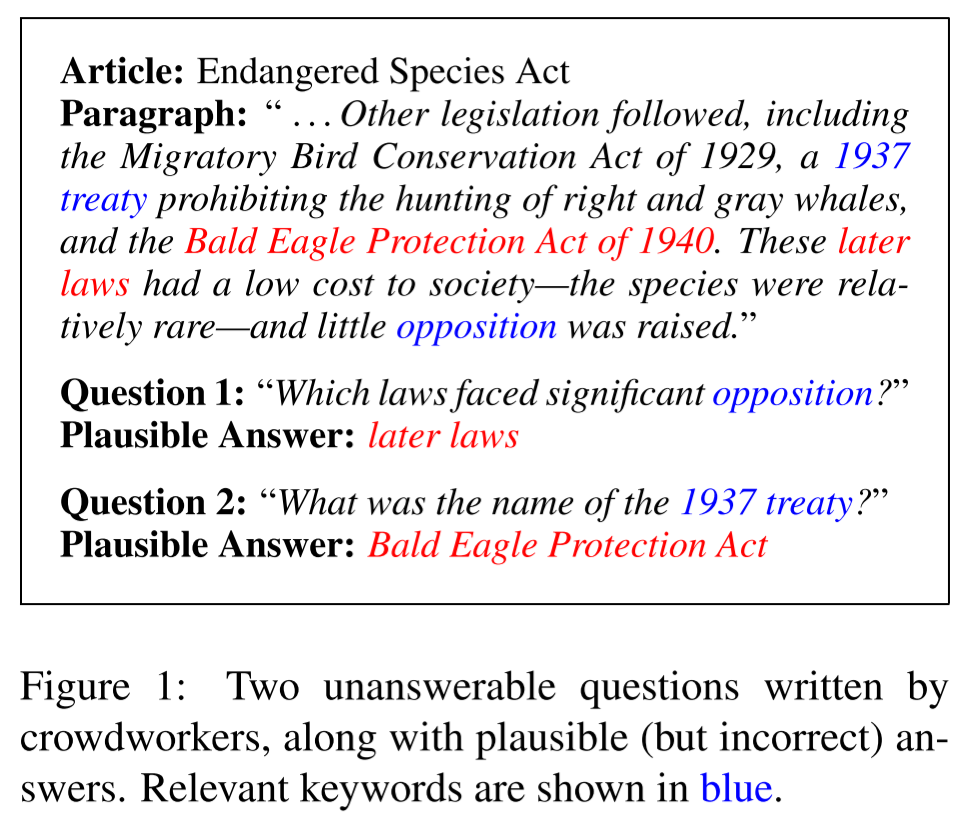 Article: Endangered Species Act
Paragraph: “ … Other legislation followed, including
the Migratory Bird Conservation Act of 1929, a 1937
treaty prohibiting the hunting of right and gray whales,
and the Bald Eagle Protection Act of 1940. These later
laws had a low cost to society—the species were rela-
tively rare—and little opposition was raised.”
Question 1: “Which laws faced significant opposition?”
Plausible Answer: later laws
Question 2: “What was the name of the 1937 treaty?”
Plausible Answer: Bald Eagle Protection Act
Figure 1: Two unanswerable questions written by
crowdworkers, along with plausible (but incorrect) an-
swers. Relevant keywords are shown in blue.